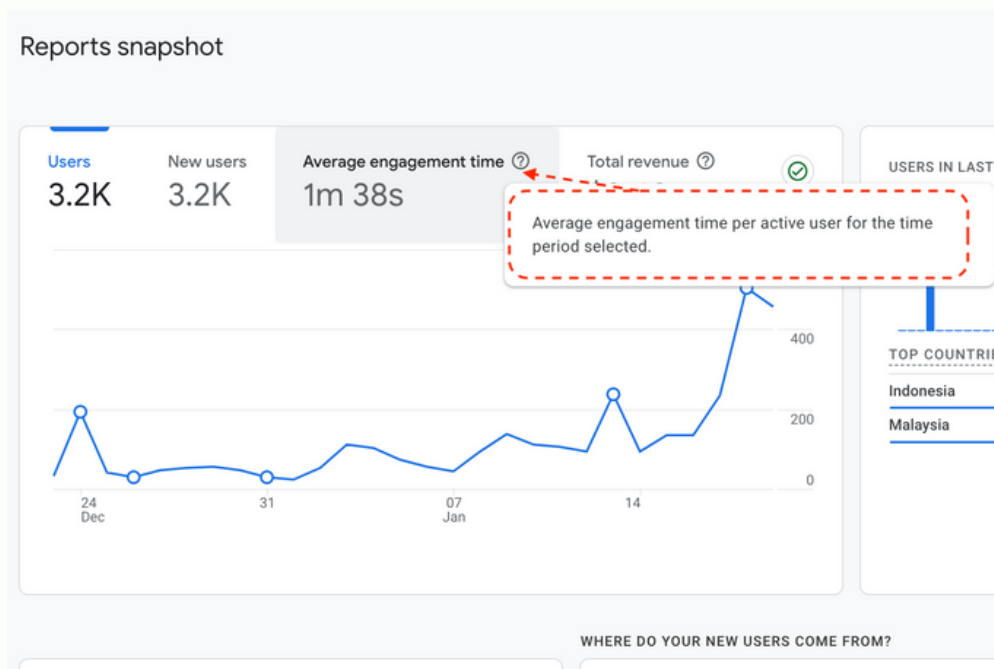 Reports snapshot
Users
3.2K
New users
3.2K
Average engagement time
1m 38s
Total revenue
Average engagement time per active user for the time
period selected.
400
200
0
24
Dec
31
07
Jan
14
USERS IN LAST
TOP COUNTRI
Indonesia
Malaysia
WHERE DO YOUR NEW USERS COME FROM?